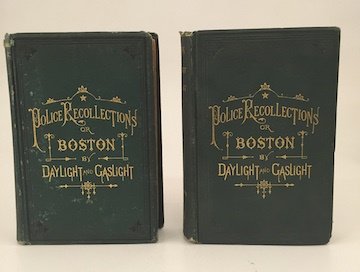 POLICE RECOLLECTIONS
OR
BOSTON
BY
DAYLIGHT AND GASLIGHT
POLICE RECOLLECTIONS
OR
BOSTON
BY
DAYLIGHT AND GASLIGHT